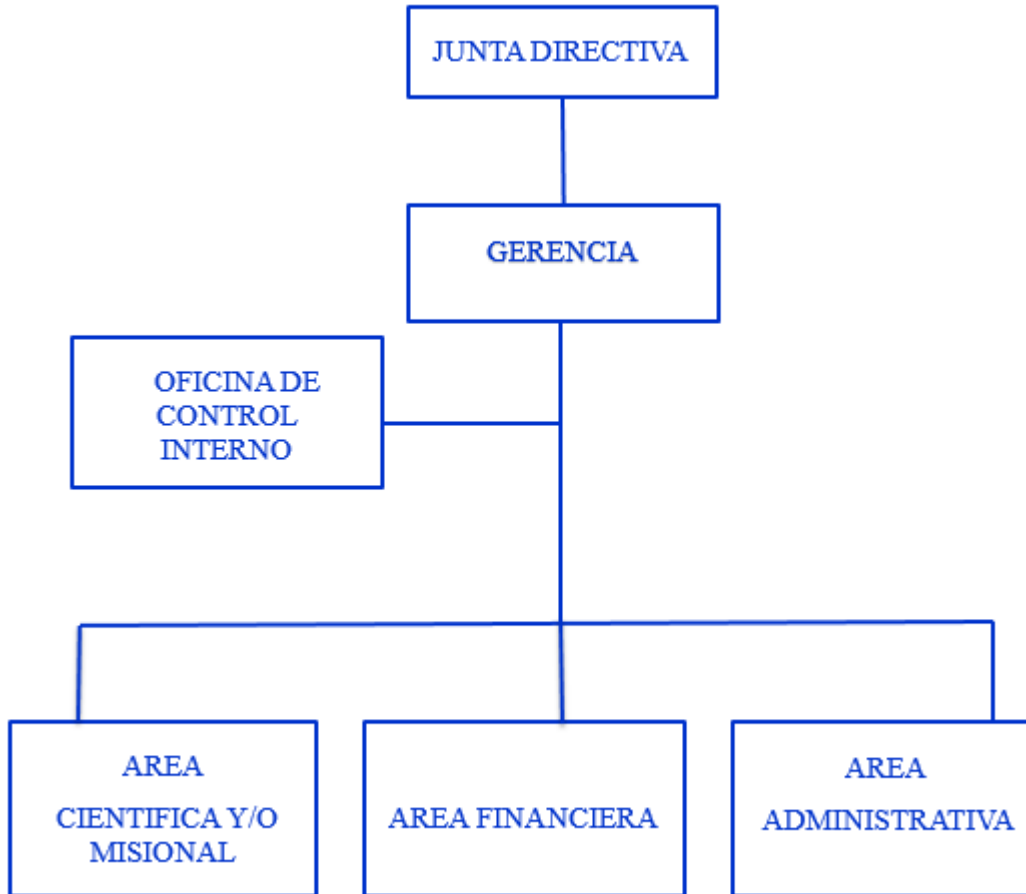 JUNTA DIRECTIVA
GERENCIA
OFICINA DE
CONTROL
INTERNO
AREA
CIENTIFICA Y/O
MISIONAL
AREA FINANCIERA
AREA
ADMINISTRATIVA